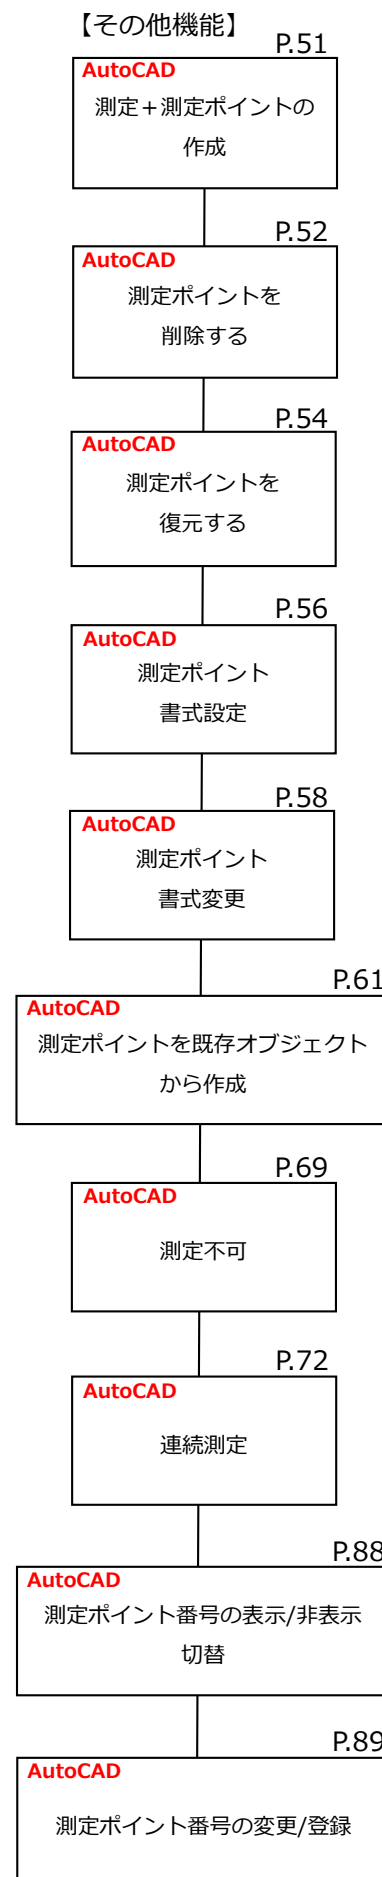 【その他機能】
P.51
AutoCAD
測定＋測定ポイントの
作成
P.52
AutoCAD
測定ポイントを
削除する
P.54
AutoCAD
測定ポイントを
復元する
P.56
AutoCAD
測定ポイント
書式設定
P.58
AutoCAD
測定ポイント
書式変更
P.61
AutoCAD
測定ポイントを既存オブジェクト
から作成
P.69
AutoCAD
測定不可
P.72
AutoCAD
連続測定
P.88
AutoCAD
測定ポイント番号の表示/非表示
切替
P.89
AutoCAD
測定ポイント番号の変更/登録